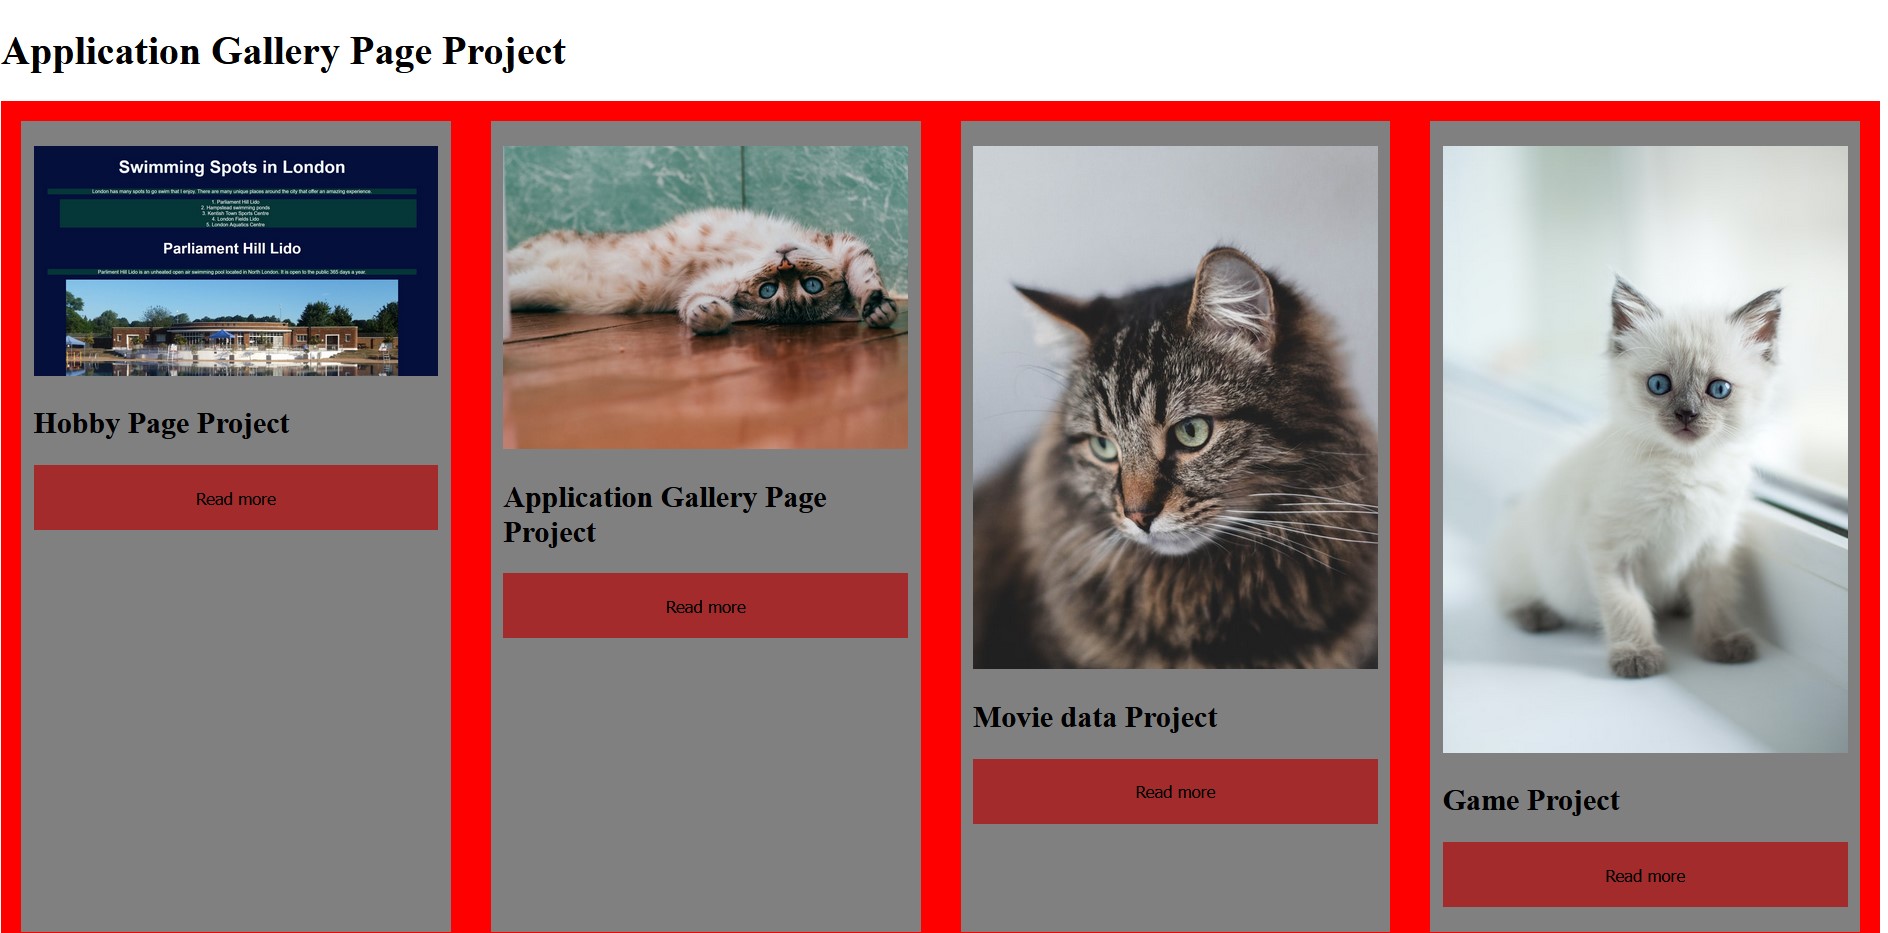 Application Gallery Page Project
Swimming Spots in London
London has many spots to go swim that I enjoy. There are many unique places around the city that offer an amazing experience.
1. Parliament Hill Lido
2. Hampstead swimming ponds
3. Kentish Town Sports Centre
4. London Fields Lido
5. London Aquatics Centre
Parliament Hill Lido
Parliment Hill Lido is an unheated open air swimming pool located in North London. It is open to the public 365 days a year.
Hobby Page Project
Read more
Application Gallery Page
Project
Read more
Movie data Project
Read more
Game Project
Read more